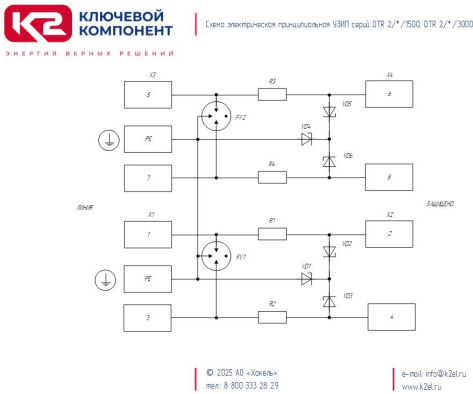 K2 КЛЮЧЕВОЙ
КОМПОНЕНТ
ЭНЕРГИЯ ВЕРНЫХ РЕШЕНИЙ
Схема электрическая принципиальная УЗИП серий DTR 2/*/1500, DTR 2/*/3000
X3 R3 X4
5 6
FV2 VD5
PE VD4
VD6
7 R4 8
ЛИНИЯ ЗАЩИЩЕНО
X1 R1 X2
1 2
FV1 VD2
PE VD1
VD3
3 R2 4
© 2025 АО «Хакель»
тел.: 8 800 333 28 29
e-mail: info@k2el.ru
www.k2el.ru